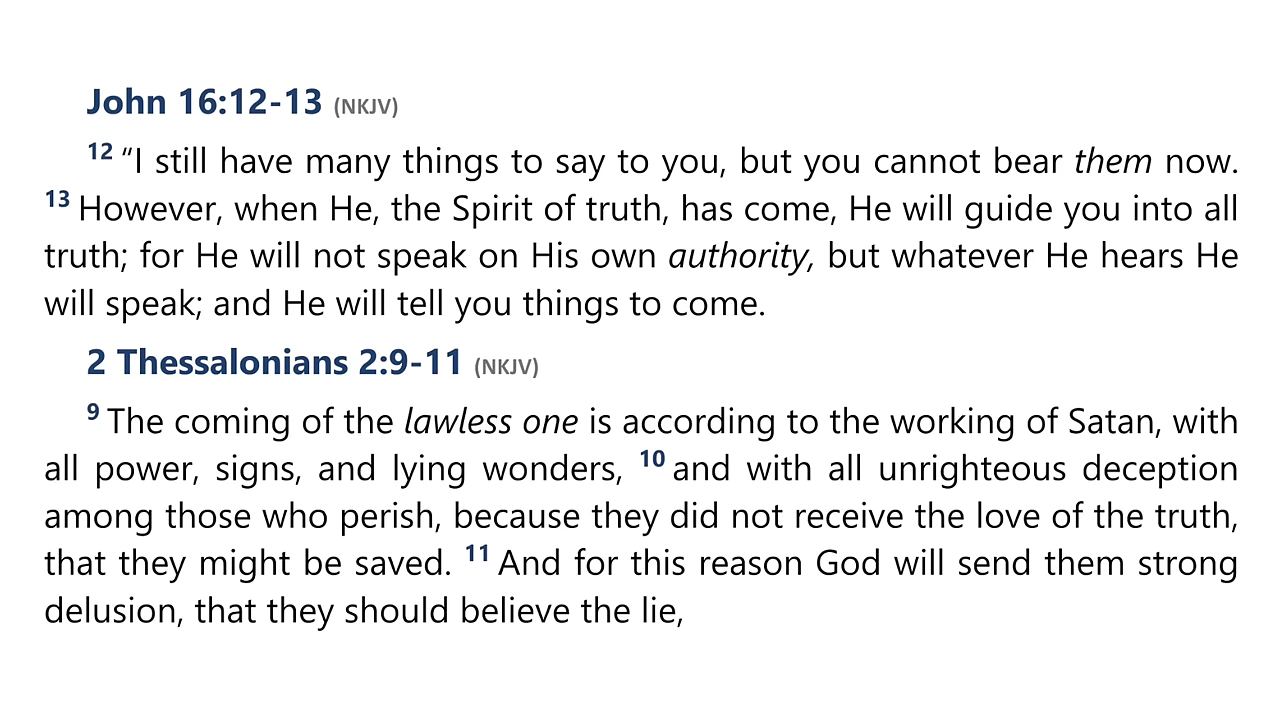 John 16:12-13 (NKJV)
12 “I still have many things to say to you, but you cannot bear them now.
13 However, when He, the Spirit of truth, has come, He will guide you into all
truth; for He will not speak on His own authority, but whatever He hears He
will speak; and He will tell you things to come.
2 Thessalonians 2:9-11 (NKJV)
9 The coming of the lawless one is according to the working of Satan, with
all power, signs, and lying wonders, 10 and with all unrighteous deception
among those who perish, because they did not receive the love of the truth,
that they might be saved. 11 And for this reason God will send them strong
delusion, that they should believe the lie,